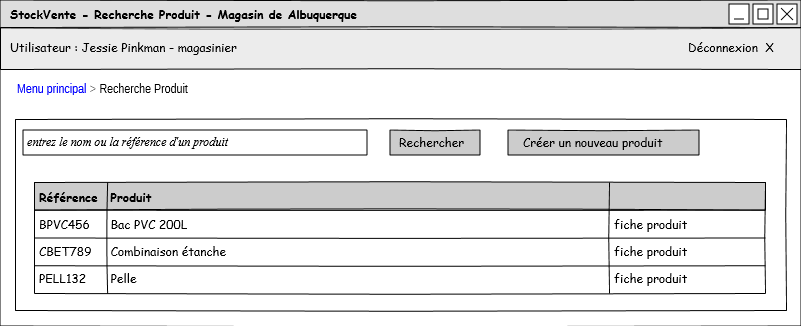 StockVente - Recherche Produit - Magasin de Albuquerque
Utilisateur : Jessie Pinkman - magasinier
Déconnexion X
Menu principal > Recherche Produit
entrez le nom ou la référence d'un produit
Rechercher
Créer un nouveau produit
Référence Produit
BPVC456 Bac PVC 200L fiche produit
CBET789 Combinaison étanche fiche produit
PELL132 Pelle fiche produit